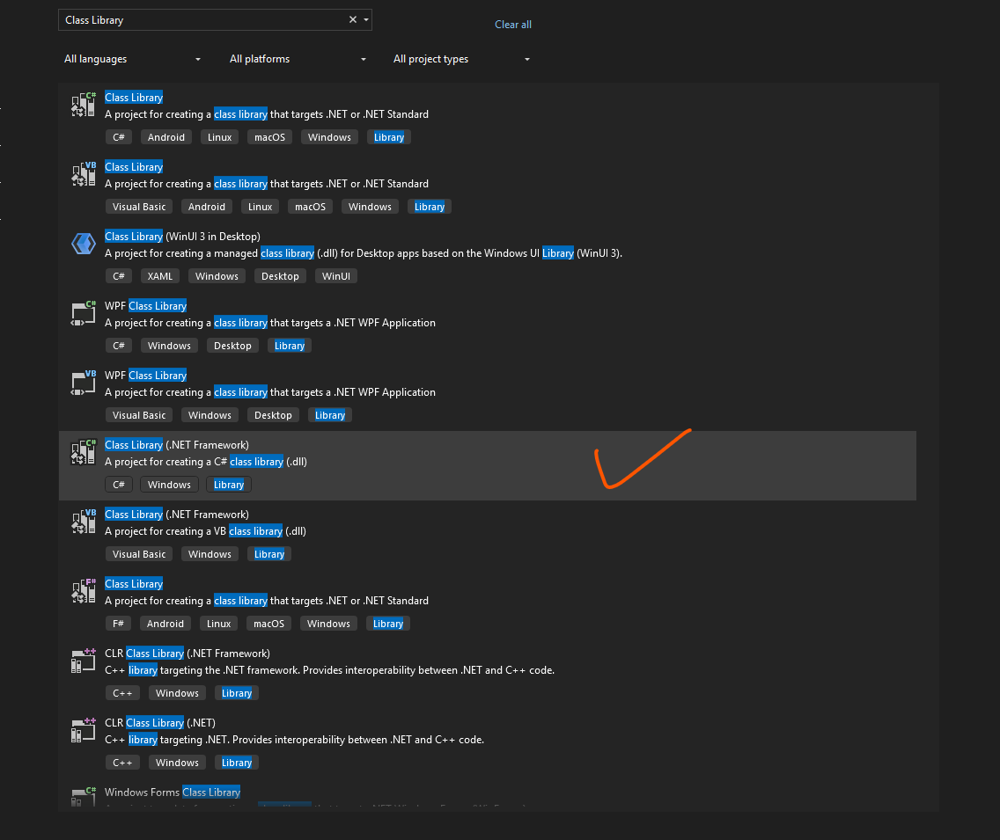 Class Library
Clear all
All languages
All platforms
All project types
C#
Class Library
A project for creating a class library that targets .NET or .NET Standard
C# Android Linux macOS Windows Library
VB
Class Library
A project for creating a class library that targets .NET or .NET Standard
Visual Basic Android Linux macOS Windows Library
Class Library (WinUI 3 in Desktop)
A project for creating a managed class library (.dll) for Desktop apps based on the Windows UI Library (WinUI 3).
C# XAML Windows Desktop WinUI
C#
WPF Class Library
A project for creating a class library that targets a .NET WPF Application
C# Windows Desktop Library
VB
WPF Class Library
A project for creating a class library that targets a .NET WPF Application
Visual Basic Windows Desktop Library
C#
Class Library (.NET Framework)
A project for creating a C# class library (.dll)
C# Windows Library
VB
Class Library (.NET Framework)
A project for creating a VB class library (.dll)
Visual Basic Windows Library
F#
Class Library
A project for creating a class library that targets .NET or .NET Standard
F# Android Linux macOS Windows Library
++
CLR Class Library (.NET Framework)
C++ library targeting the .NET framework. Provides interoperability between .NET and C++ code.
C++ Windows Library
++
CLR Class Library (.NET)
C++ library targeting .NET. Provides interoperability between .NET and C++ code.
C++ Windows Library
C#
Windows Forms Class Library